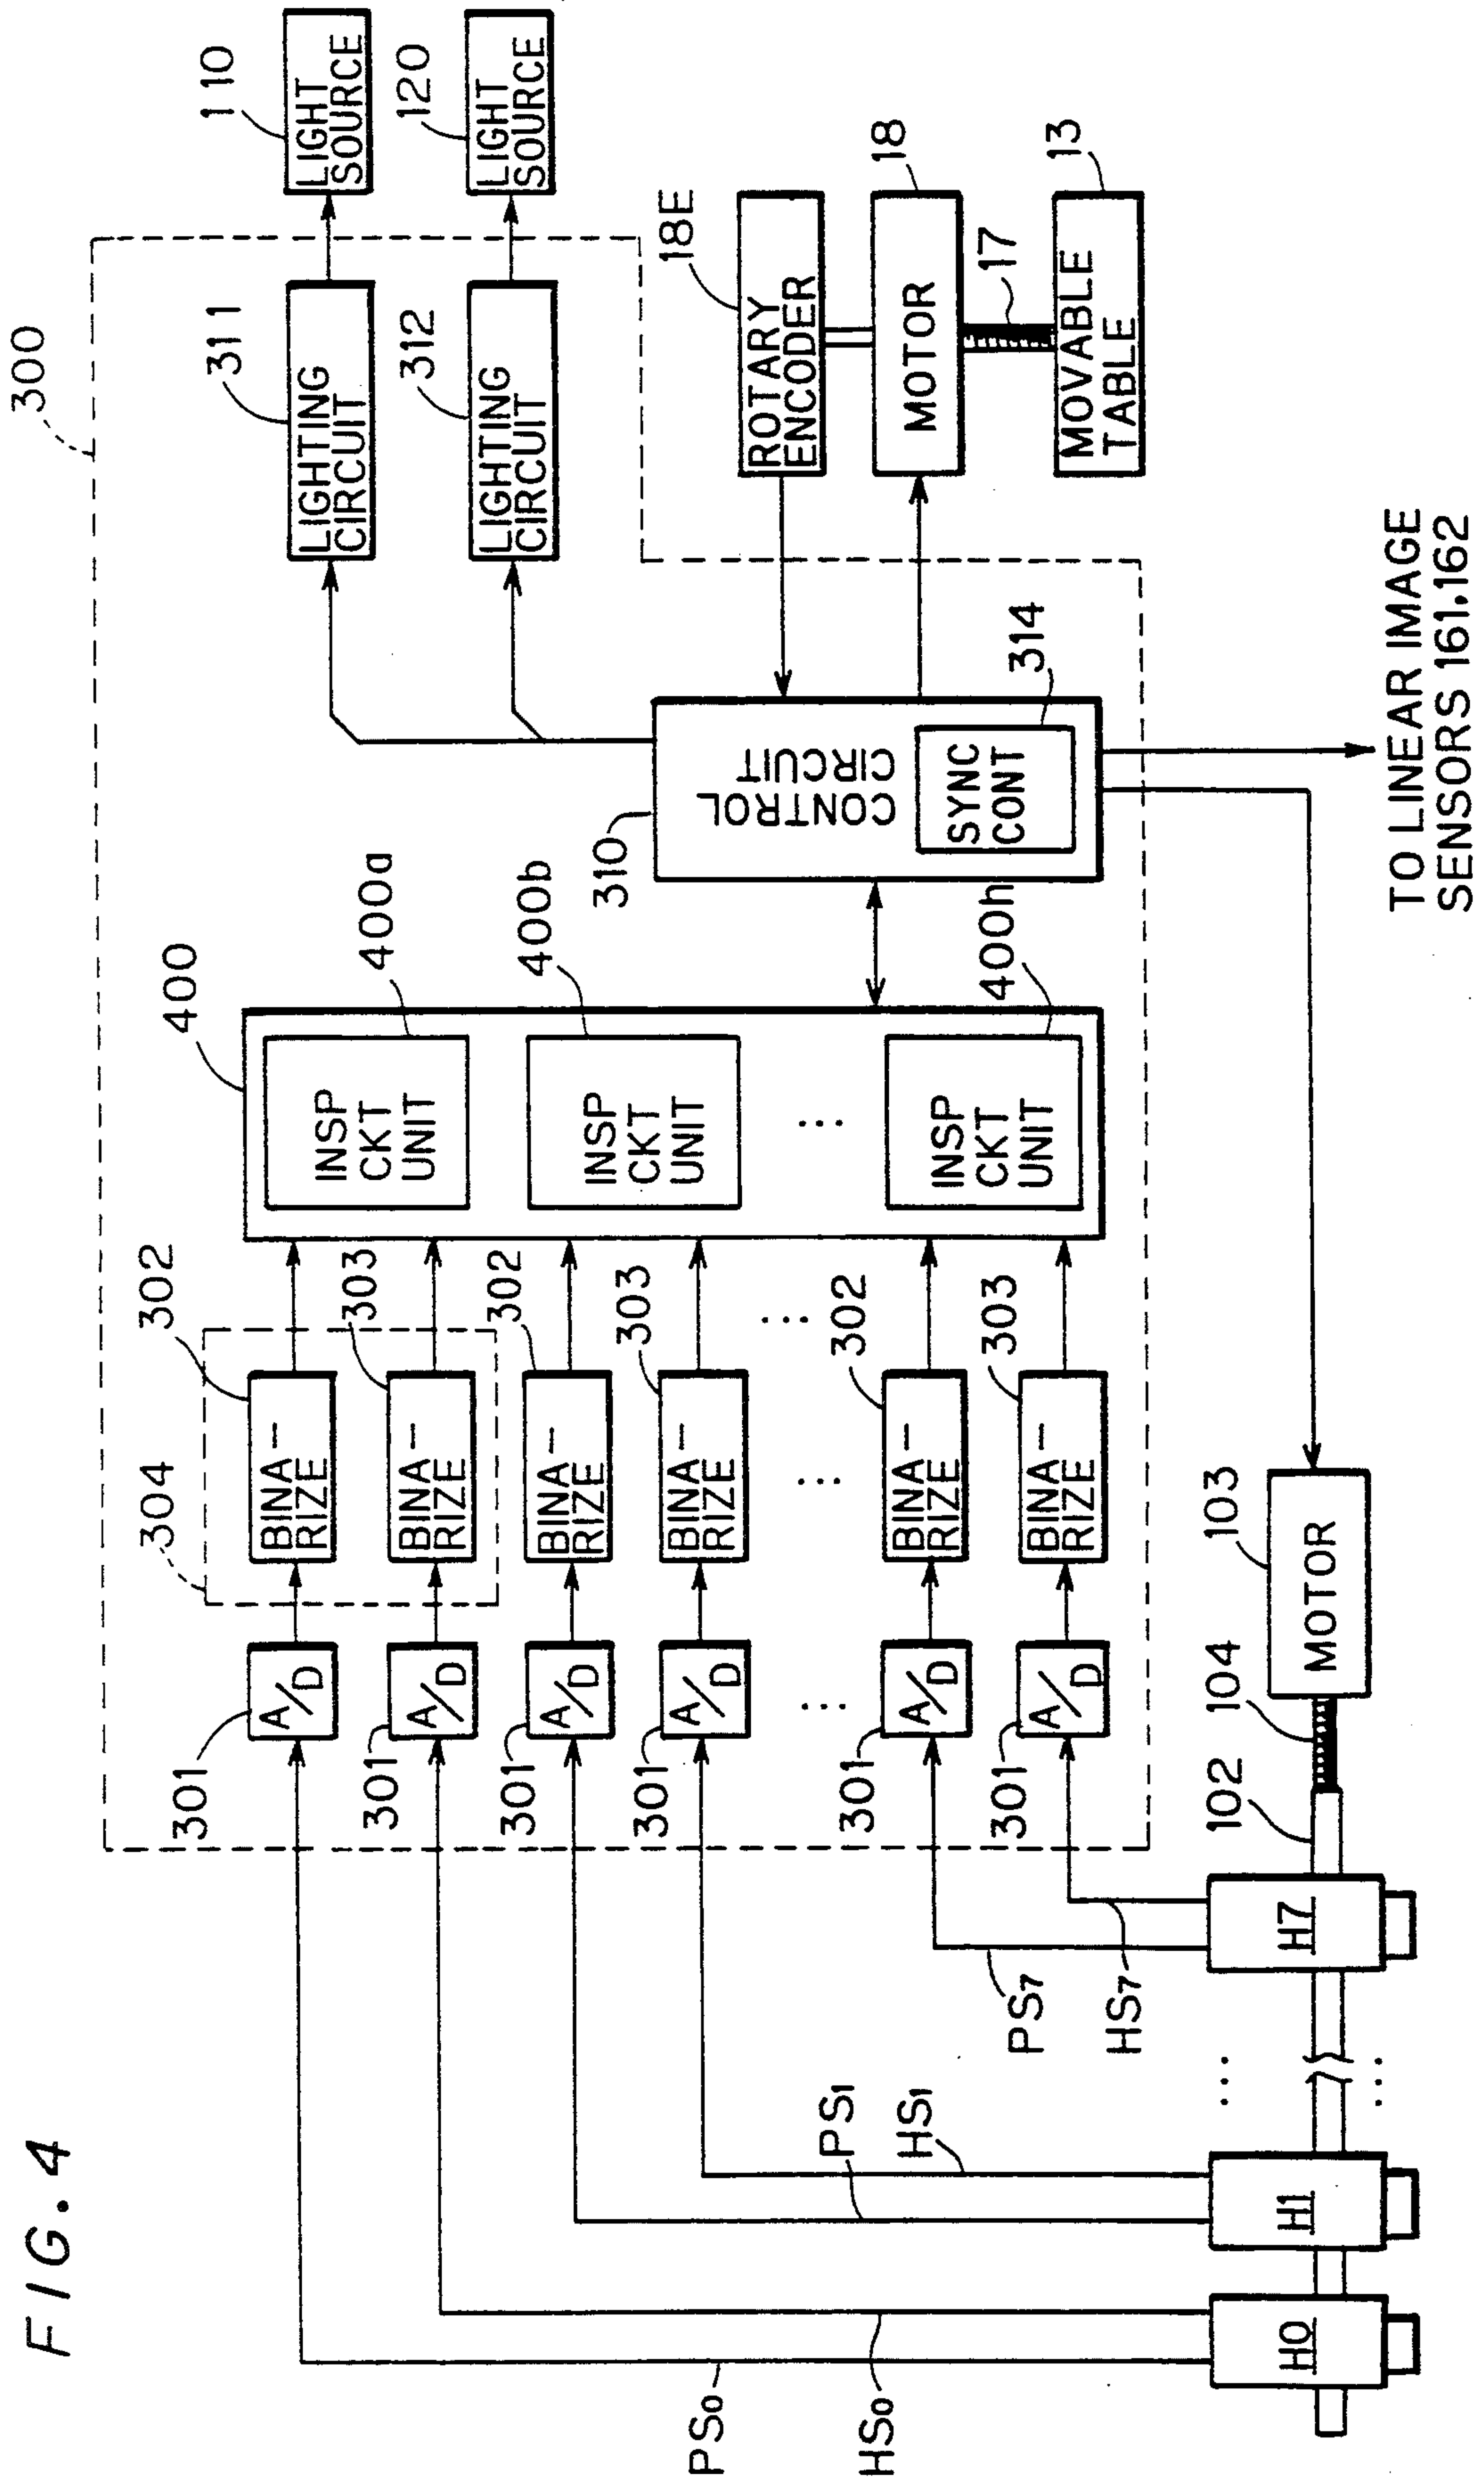 FIG. 4
300
311
LIGHTING
CIRCUIT
110
LIGHT
SOURCE
312
LIGHTING
CIRCUIT
120
LIGHT
SOURCE
18E
ROTARY
ENCODER
18
MOTOR
17
13
MOVABLE
TABLE
310
CONTROL
CIRCUIT
314
SYNC
CONT
TO LINEAR IMAGE
SENSORS 161,162
400
400a
INSP
CKT
UNIT
400b
INSP
CKT
UNIT
...
400h
INSP
CKT
UNIT
304
302
BINA-
RIZE
303
BINA-
RIZE
302
BINA-
RIZE
303
BINA-
RIZE
...
...
302
BINA-
RIZE
303
BINA-
RIZE
301
A/D
301
A/D
301
A/D
301
A/D
...
301
A/D
301
A/D
PS0
HS0
PS1
HS1
PS7
HS7
H0
H1
...
...
H7
102
104
103
MOTOR